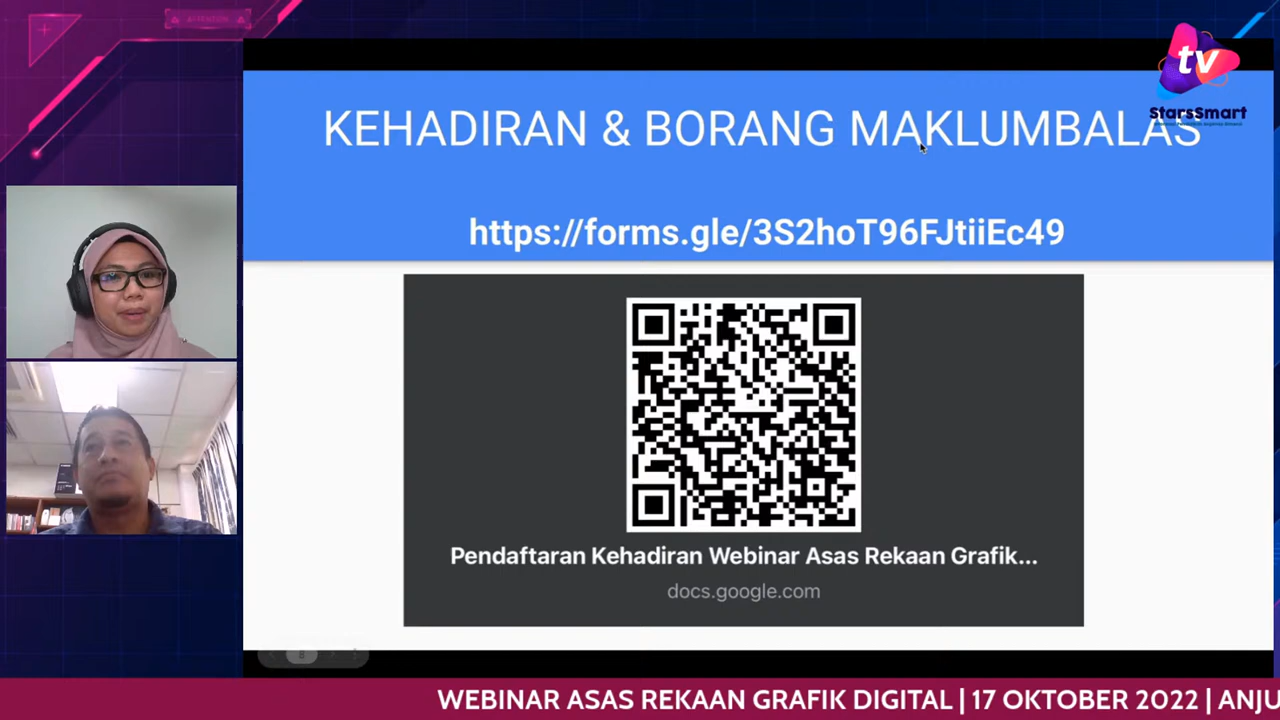 ATTENTION
tv
StarsSmart
KEHADIRAN & BORANG MAKLUMBALAS
https://forms.gle/3S2hoT96FJtiiEc49
Pendaftaran Kehadiran Webinar Asas Rekaan Grafik...
docs.google.com
WEBINAR ASAS REKAAN GRAFIK DIGITAL | 17 OKTOBER 2022 | ANJU